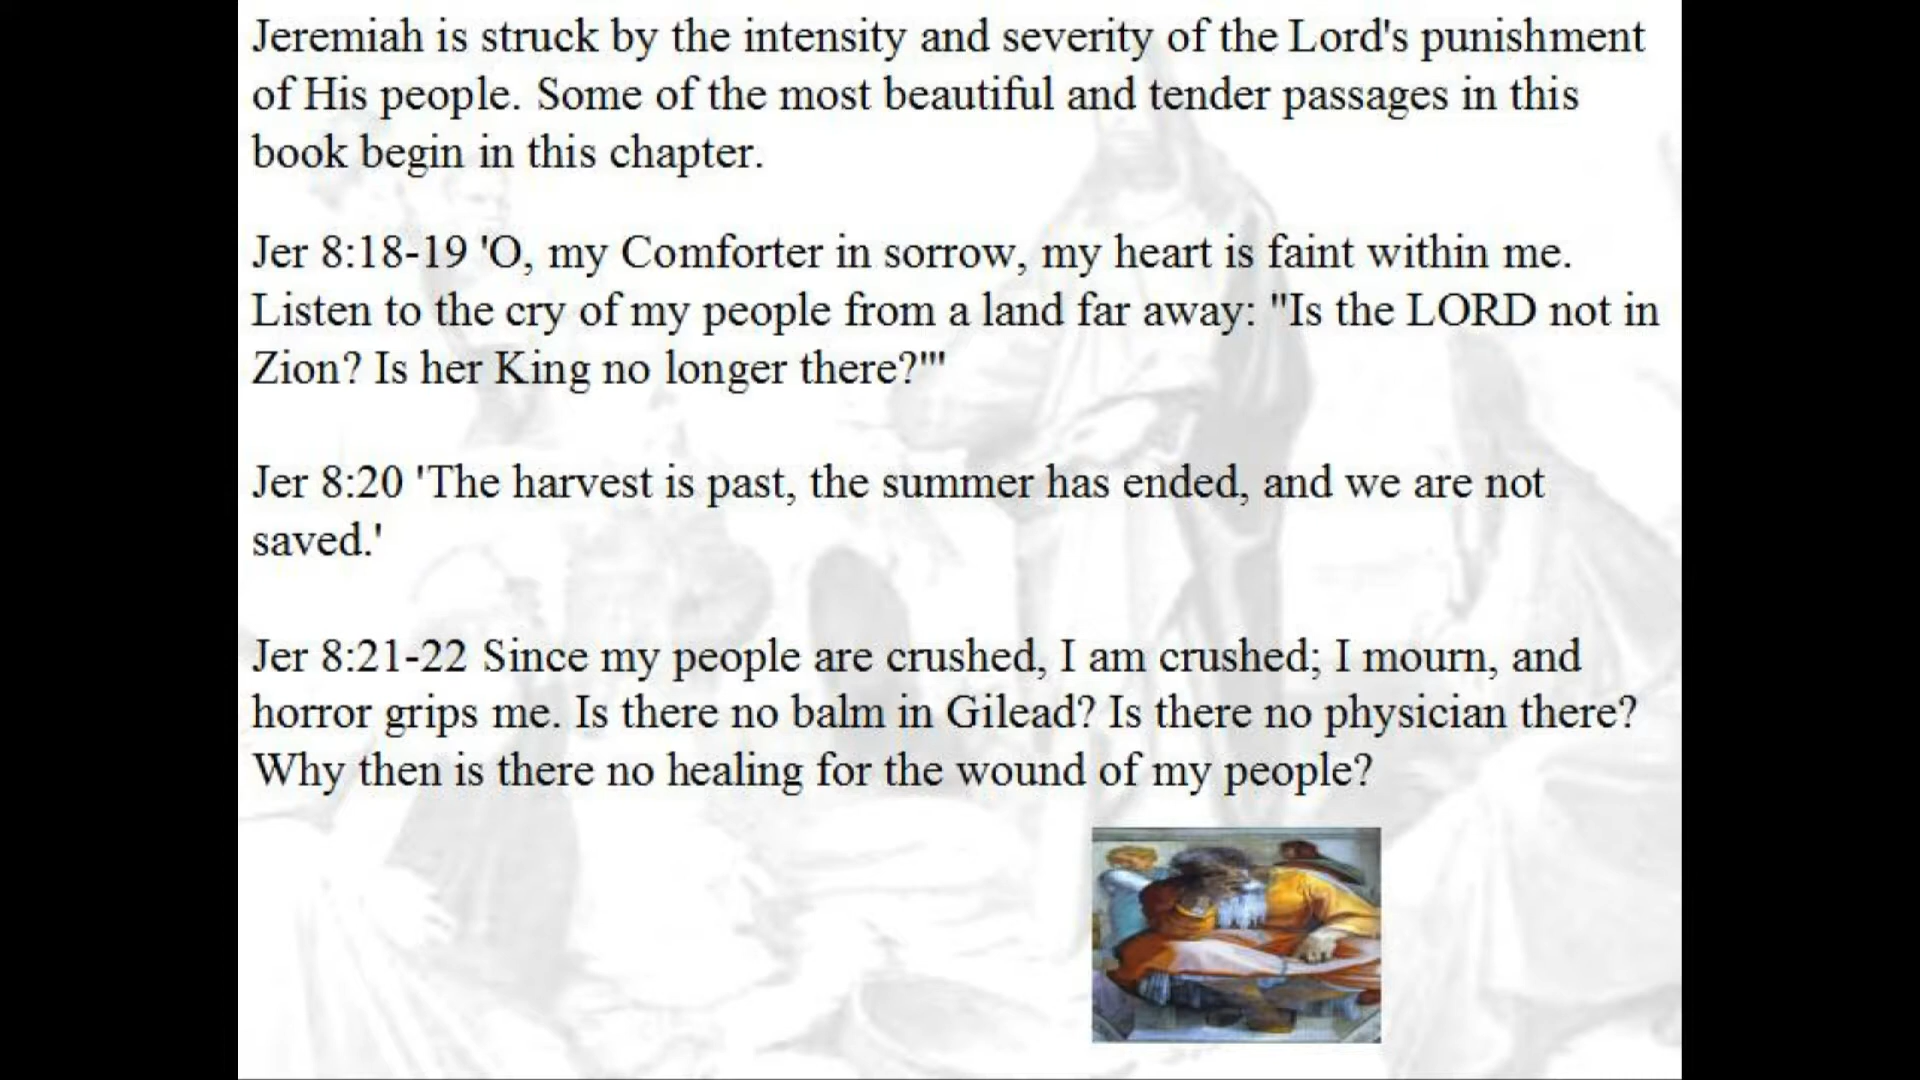 Jeremiah is struck by the intensity and severity of the Lord's punishment
of His people. Some of the most beautiful and tender passages in this
book begin in this chapter.
Jer 8:18-19 'O, my Comforter in sorrow, my heart is faint within me.
Listen to the cry of my people from a land far away: "Is the LORD not in
Zion? Is her King no longer there?"'
Jer 8:20 'The harvest is past, the summer has ended, and we are not
saved.'
Jer 8:21-22 Since my people are crushed, I am crushed; I mourn, and
horror grips me. Is there no balm in Gilead? Is there no physician there?
Why then is there no healing for the wound of my people?